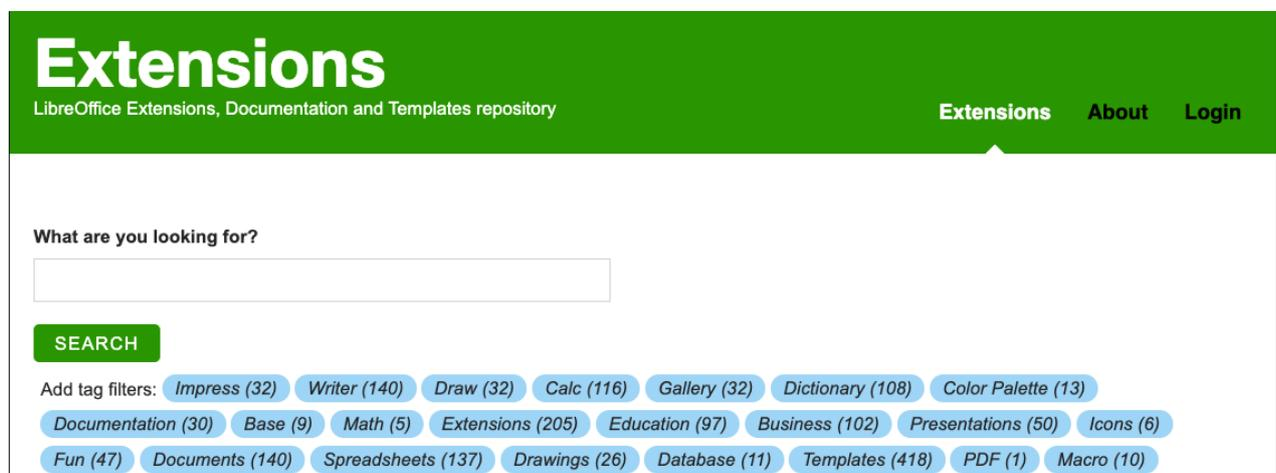 Extensions
LibreOffice Extensions, Documentation and Templates repository
Extensions About Login
What are you looking for?
SEARCH
Add tag filters: Impress (32) Writer (140) Draw (32) Calc (116) Gallery (32) Dictionary (108) Color Palette (13)
Documentation (30) Base (9) Math (5) Extensions (205) Education (97) Business (102) Presentations (50) Icons (6)
Fun (47) Documents (140) Spreadsheets (137) Drawings (26) Database (11) Templates (418) PDF (1) Macro (10)